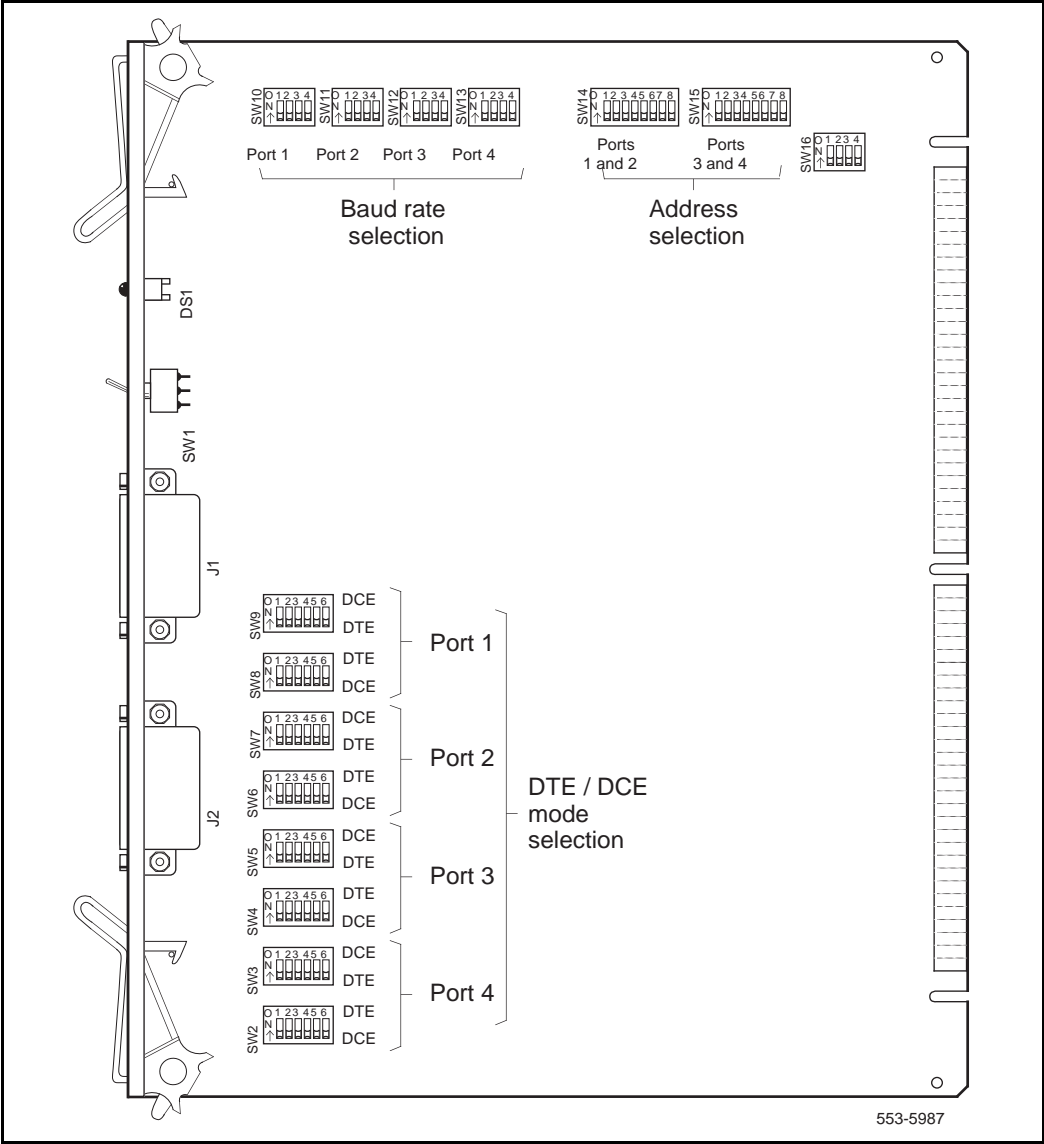 SW10 O N ↑ 1 2 3 4
SW11 O N ↑ 1 2 3 4
SW12 O N ↑ 1 2 3 4
SW13 O N ↑ 1 2 3 4
Port 1 Port 2 Port 3 Port 4
Baud rate
selection
SW14 O N ↑ 1 2 3 4 5 6 7 8
SW15 O N ↑ 1 2 3 4 5 6 7 8
Ports
1 and 2
Ports
3 and 4
Address
selection
SW16 O N ↑ 1 2 3 4
DS1
SW1
J1
J2
SW9 O N ↑ 1 2 3 4 5 6
DCE
DTE
SW8 O N ↑ 1 2 3 4 5 6
DTE
DCE
Port 1
SW7 O N ↑ 1 2 3 4 5 6
DCE
DTE
SW6 O N ↑ 1 2 3 4 5 6
DTE
DCE
Port 2
SW5 O N ↑ 1 2 3 4 5 6
DCE
DTE
SW4 O N ↑ 1 2 3 4 5 6
DTE
DCE
Port 3
SW3 O N ↑ 1 2 3 4 5 6
DCE
DTE
SW2 O N ↑ 1 2 3 4 5 6
DTE
DCE
Port 4
DTE / DCE
mode
selection
553-5987